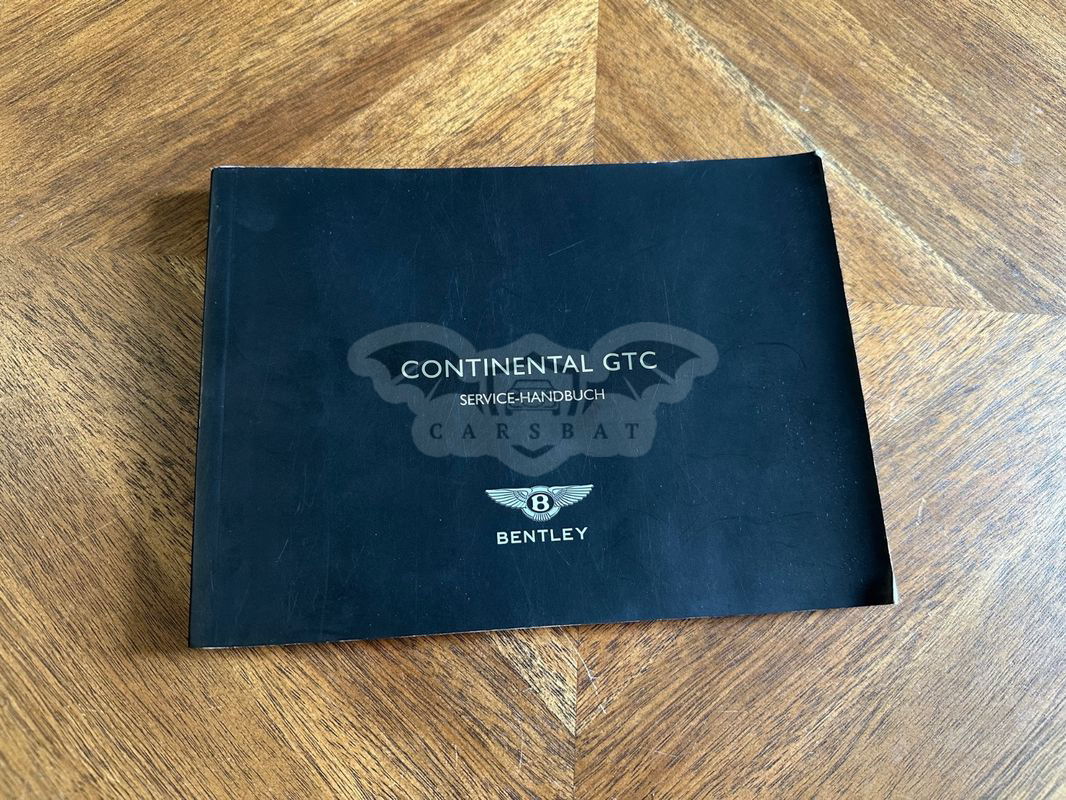 CONTINENTAL GTC
SERVICE-HANDBUCH
CARSBAT
B
BENTLEY